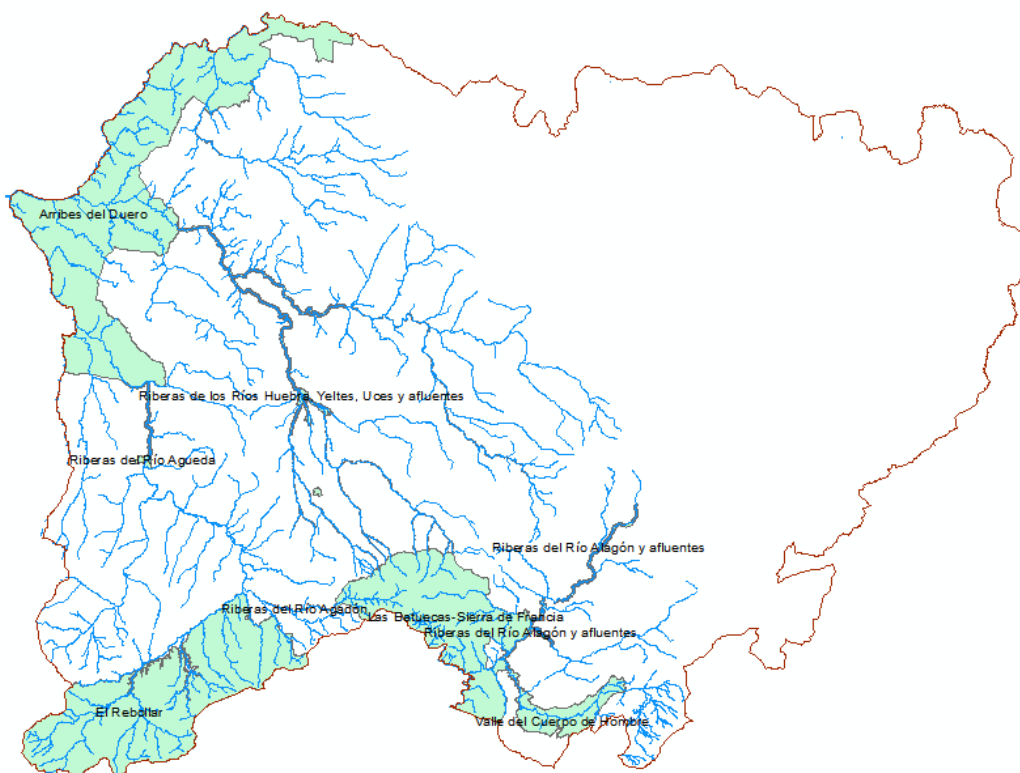 Arribes del Duero
Riberas de los Ríos Huebra, Yeltes, Uces y afluentes
Riberas del Río Agueda
Riberas del Río Alagón y afluentes
Riberas del Río Agadón
Las Batuecas-Sierra de Francia
Riberas del Río Alagón y afluentes
El Rebollar
Valle del Cuerpo de Hombre